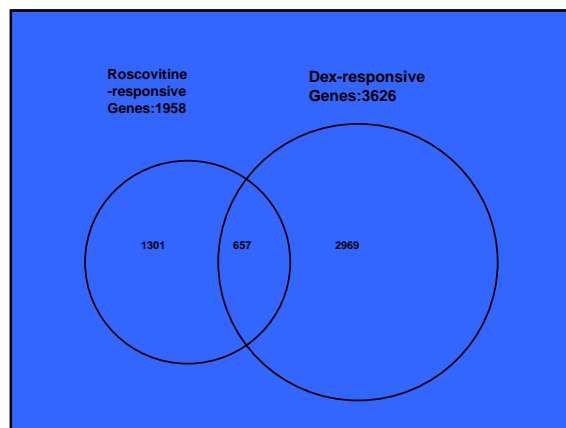 Roscovitine
-responsive
Genes:1958
Dex-responsive
Genes:3626
1301
657
2969